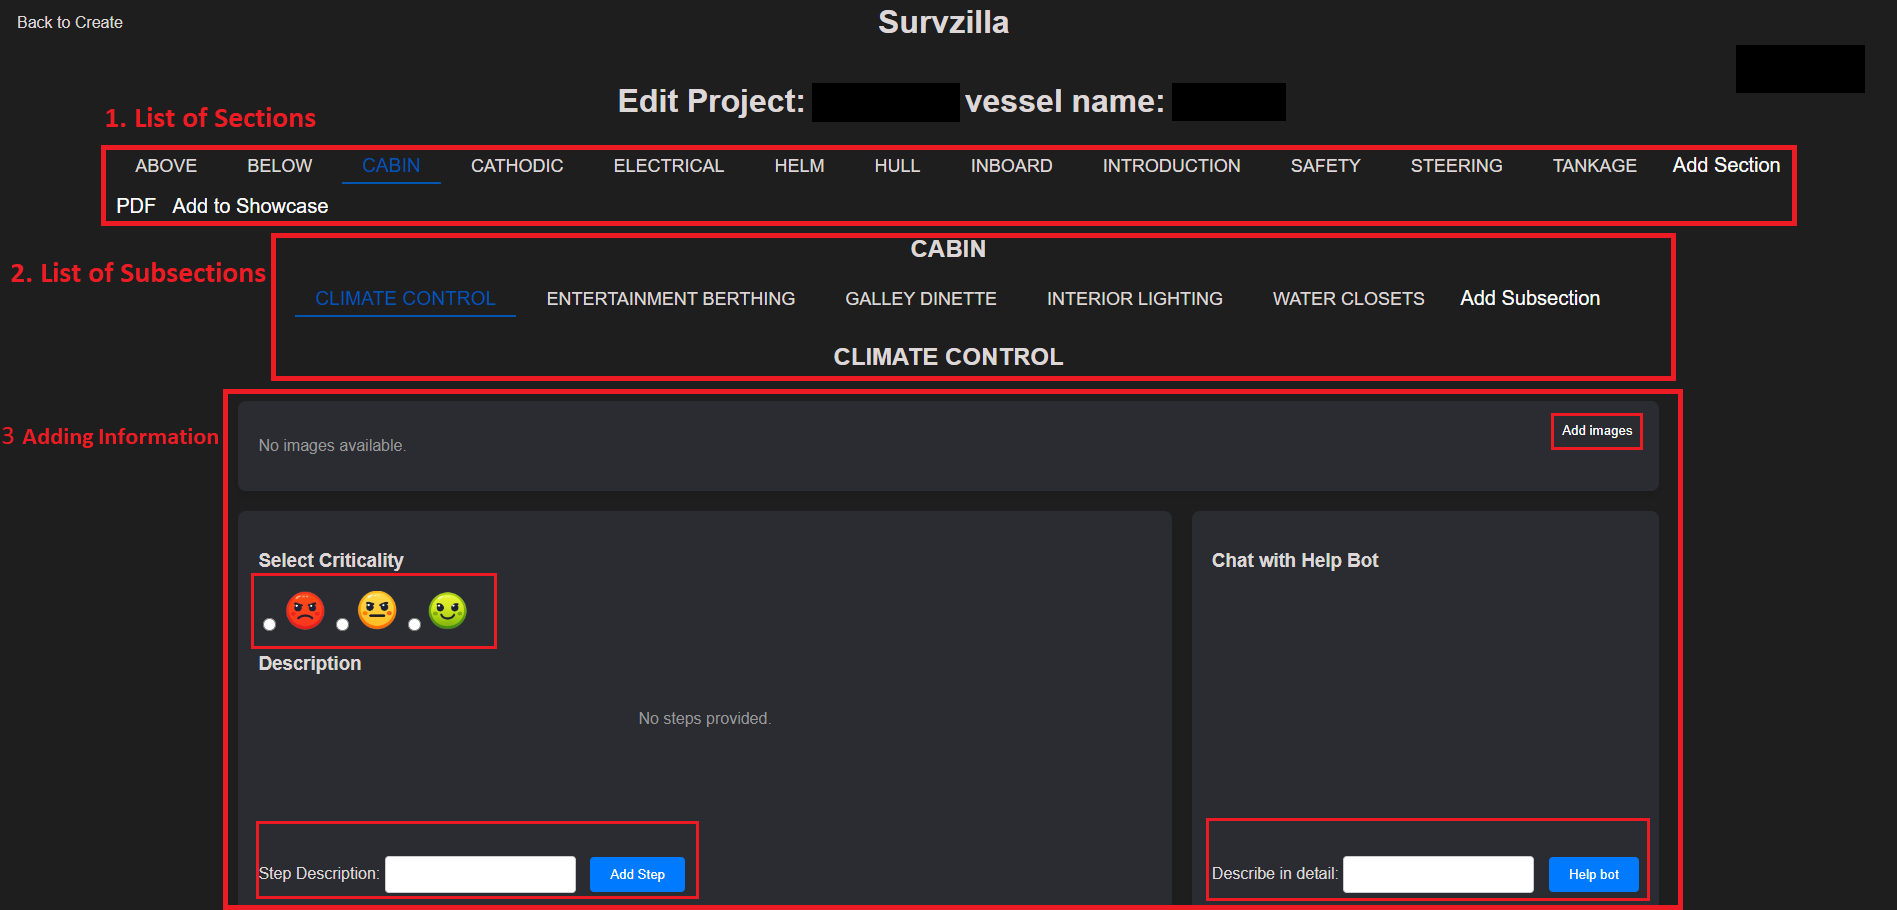 Back to Create
Survzilla
Edit Project: vessel name:
1. List of Sections
ABOVE BELOW CABIN CATHODIC ELECTRICAL HELM HULL INBOARD INTRODUCTION SAFETY STEERING TANKAGE Add Section
PDF Add to Showcase
2. List of Subsections
CABIN
CLIMATE CONTROL ENTERTAINMENT BERTHING GALLEY DINETTE INTERIOR LIGHTING WATER CLOSETS Add Subsection
CLIMATE CONTROL
3 Adding Information
No images available.
Add images
Select Criticality
Description
No steps provided.
Step Description:
Add Step
Chat with Help Bot
Describe in detail:
Help bot